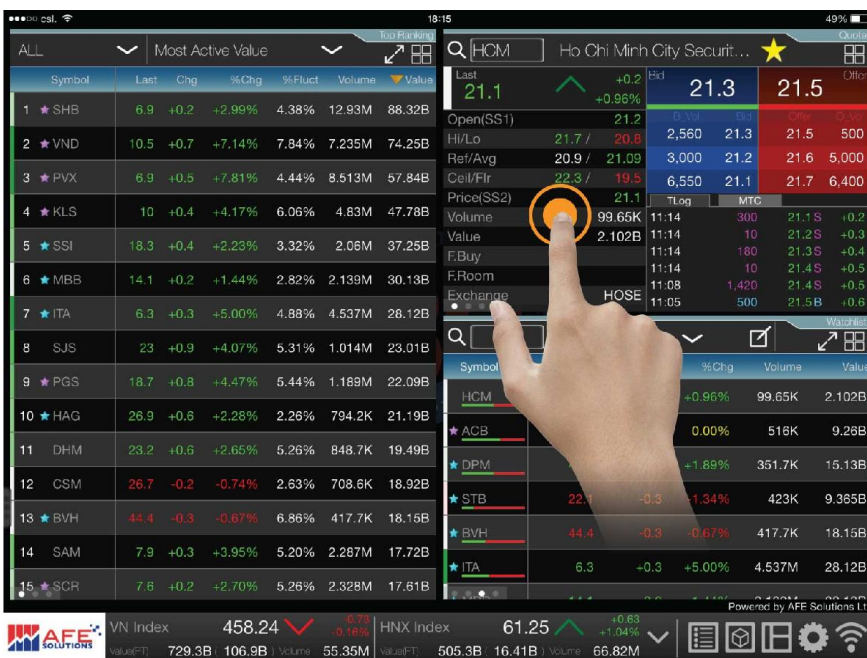 csl. 18:15 49%
Top Ranking
ALL Most Active Value
Symbol Last Chg %Chg %Fluct Volume Value
1 SHB 6.9 +0.2 +2.99% 4.38% 12.93M 88.32B
2 VND 10.5 +0.7 +7.14% 7.84% 7.235M 74.25B
3 PVX 6.9 +0.5 +7.81% 4.44% 8.513M 57.84B
4 KLS 10 +0.4 +4.17% 6.06% 4.83M 47.78B
5 SSI 18.3 +0.4 +2.23% 3.32% 2.06M 37.25B
6 MBB 14.1 +0.2 +1.44% 2.82% 2.139M 30.13B
7 ITA 6.3 +0.3 +5.00% 4.88% 4.537M 28.12B
8 SJS 23 +0.9 +4.07% 5.31% 1.014M 23.01B
9 PGS 18.7 +0.8 +4.47% 5.44% 1.189M 22.09B
10 HAG 26.9 +0.6 +2.28% 2.26% 794.2K 21.19B
11 DHM 23.2 +0.6 +2.65% 5.26% 848.7K 19.49B
12 CSM 26.7 -0.2 -0.74% 2.63% 708.6K 18.92B
13 BVH 44.4 -0.3 -0.67% 6.86% 417.7K 18.15B
14 SAM 7.9 +0.3 +3.95% 5.20% 2.287M 17.72B
15 SCR 7.6 +0.2 +2.70% 5.26% 2.328M 17.61B
Quote
HCM Ho Chi Minh City Securit...
Last 21.1 +0.2 +0.96%
Bid 21.3 21.5 Offer
Open(SS1) 21.2
Hi/Lo 21.7 / 20.8
Ref/Avg 20.9 / 21.09
Ceil/Flr 22.3 / 19.5
Price(SS2) 21.1
Volume 99.65K
Value 2.102B
F.Buy
F.Room
Exchange HOSE
B_Vol Bid Offer O_Vol
2,560 21.3 21.5 500
3,000 21.2 21.6 5,000
6,550 21.1 21.7 6,400
TLog MTC
11:14 300 21.1 S +0.2
11:14 10 21.2 S +0.3
11:14 180 21.3 S +0.4
11:14 10 21.4 S +0.5
11:08 1,420 21.4 S +0.5
11:05 500 21.5 B +0.6
Watchlist
Symbol %Chg Volume Value
HCM +0.96% 99.65K 2.102B
ACB 0.00% 516K 9.26B
DPM +1.89% 351.7K 15.13B
STB 22.1 -0.3 -1.34% 423K 9.365B
BVH 44.4 -0.3 -0.67% 417.7K 18.15B
ITA 6.3 +0.3 +5.00% 4.537M 28.12B
Powered by AFE Solutions Lt
AFE SOLUTIONS
VN Index 458.24 -0.73 -0.16%
Value(PT) 729.3B ( 106.9B ) Volume 55.35M
HNX Index 61.25 +0.63 +1.04%
Value(PT) 505.3B ( 16.41B ) Volume 66.82M